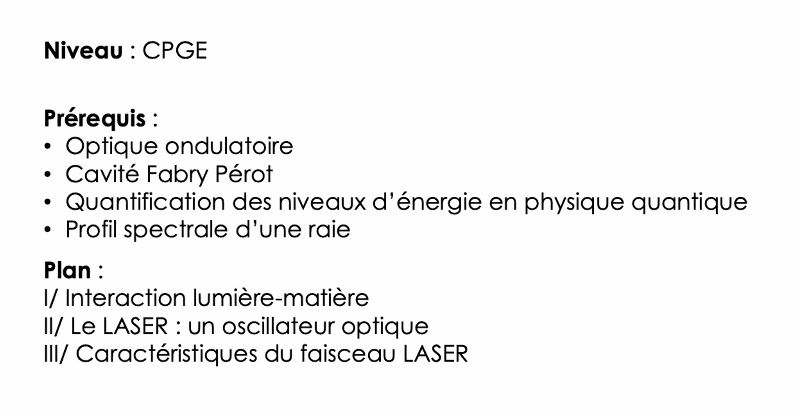 Niveau : CPGE
Prérequis :
• Optique ondulatoire
• Cavité Fabry Pérot
• Quantification des niveaux d’énergie en physique quantique
• Profil spectrale d’une raie
Plan :
I/ Interaction lumière-matière
II/ Le LASER : un oscillateur optique
III/ Caractéristiques du faisceau LASER